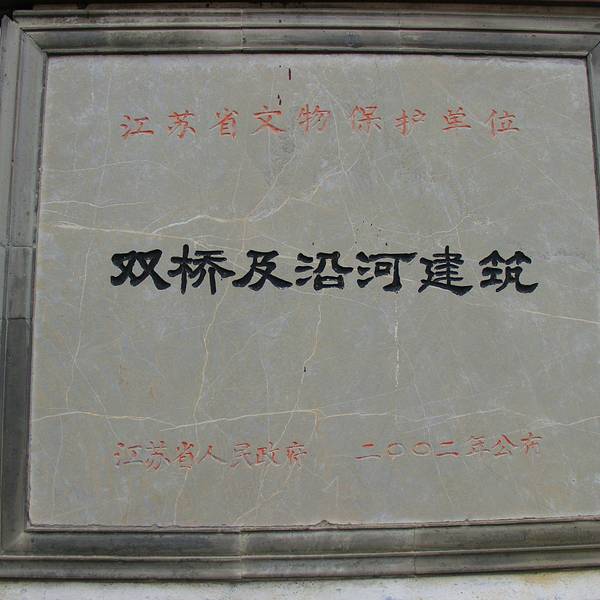 江苏省文物保护单位
双桥及沿河建筑
江苏省人民政府 二〇〇二年公布